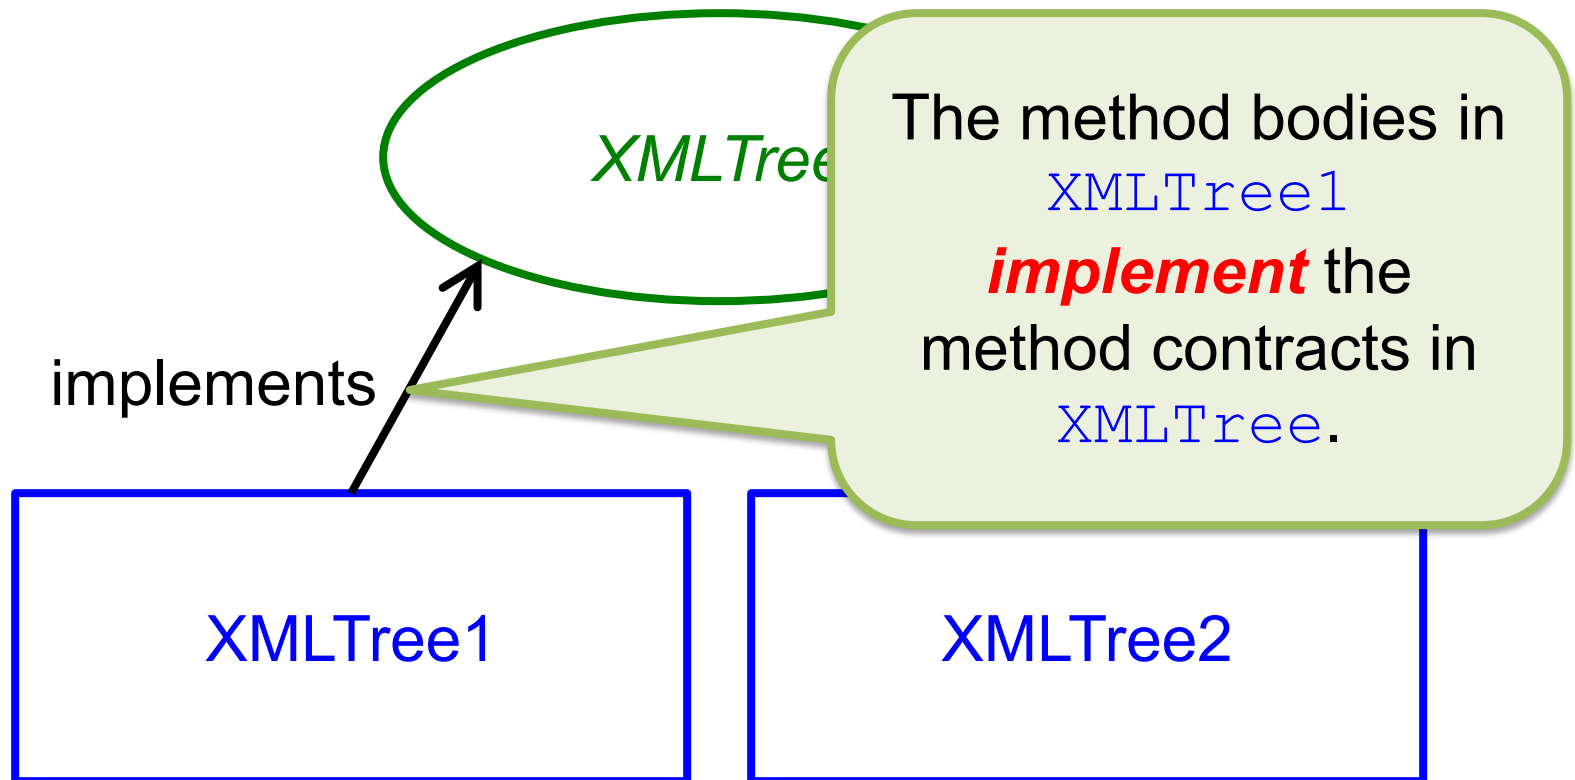 XMLTree
The method bodies in
XMLTree1
implement the
method contracts in
XMLTree.
implements
XMLTree1
XMLTree2